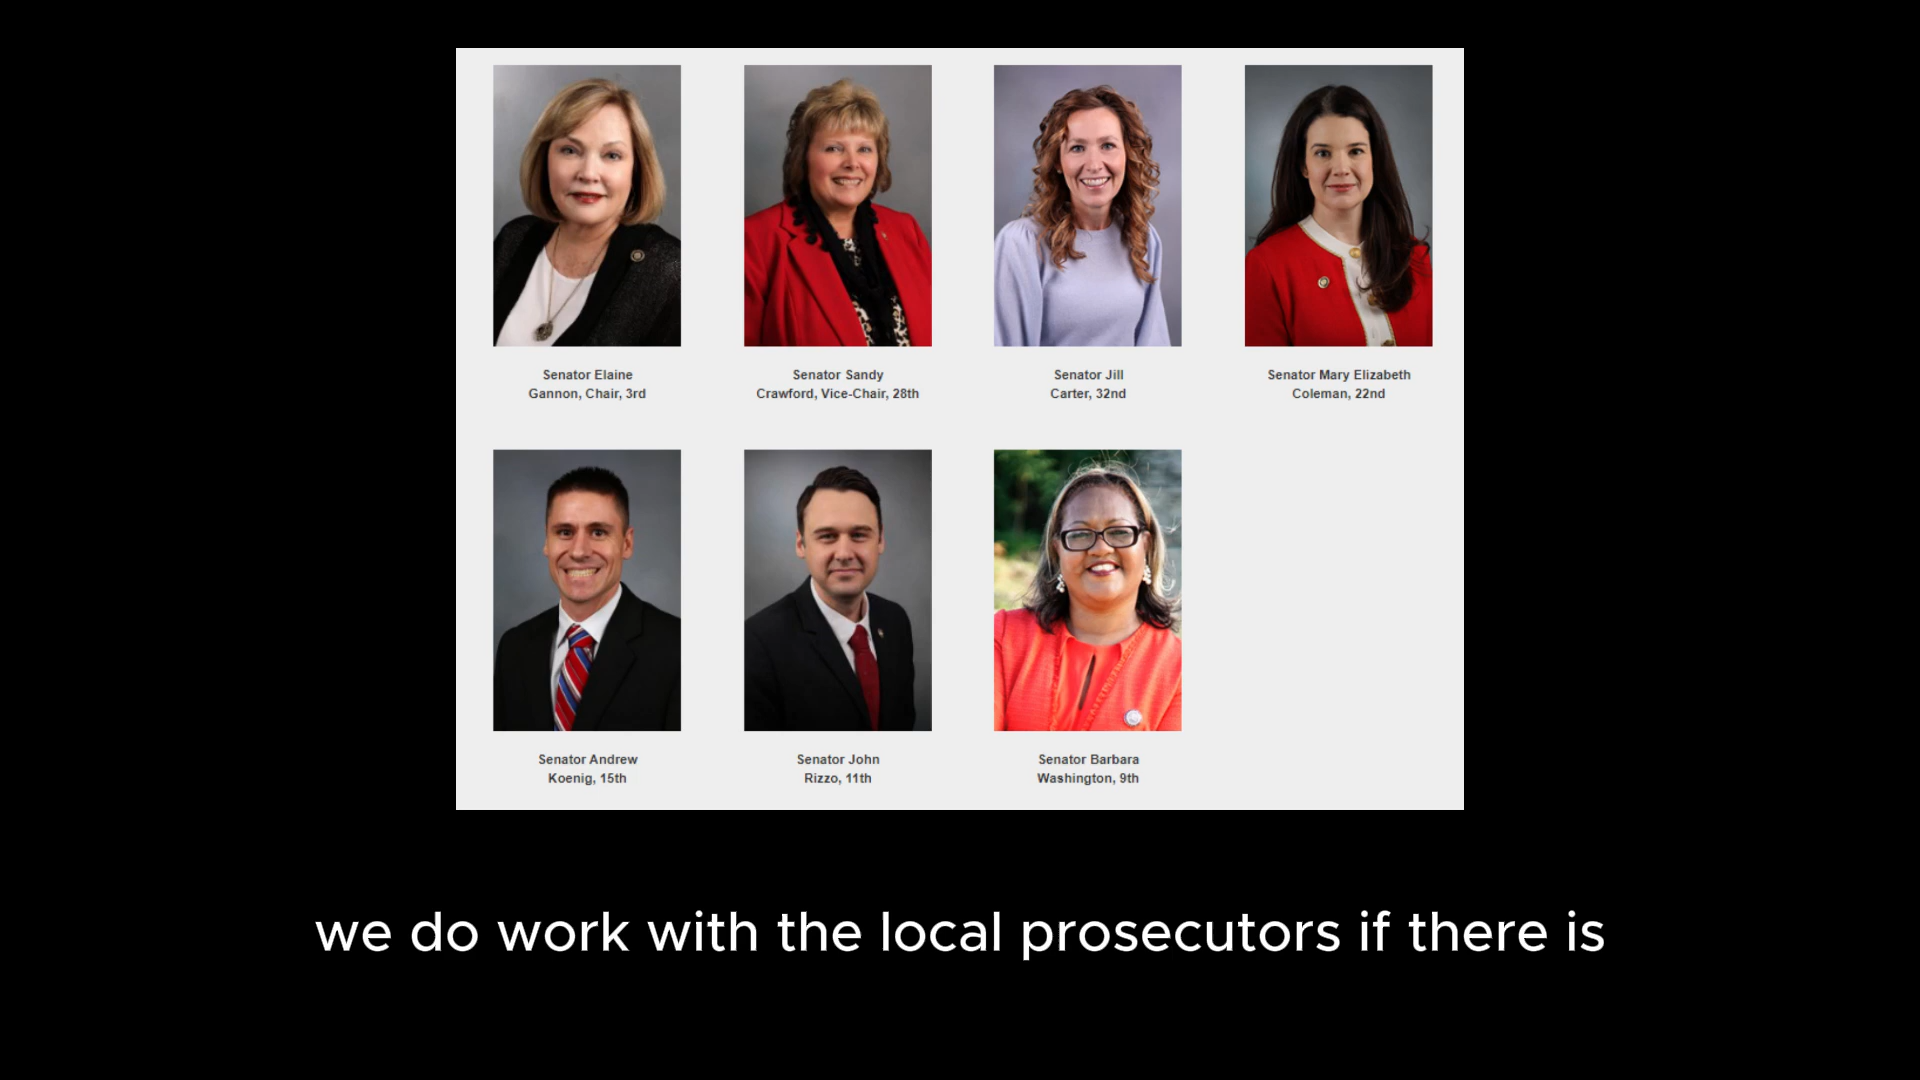 Senator Elaine
Gannon, Chair, 3rd
Senator Sandy
Crawford, Vice-Chair, 28th
Senator Jill
Carter, 32nd
Senator Mary Elizabeth
Coleman, 22nd
Senator Andrew
Koenig, 15th
Senator John
Rizzo, 11th
Senator Barbara
Washington, 9th
we do work with the local prosecutors if there is